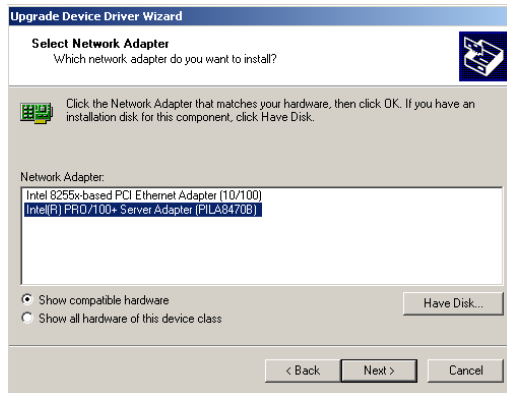 Upgrade Device Driver Wizard
Select Network Adapter
Which network adapter do you want to install?
Click the Network Adapter that matches your hardware, then click OK. If you have an
installation disk for this component, click Have Disk.
Network Adapter:
Intel 8255x-based PCI Ethernet Adapter (10/100)
Intel(R) PRO/100+ Server Adapter (PILA8470B)
Show compatible hardware
Show all hardware of this device class
Have Disk...
< Back
Next >
Cancel